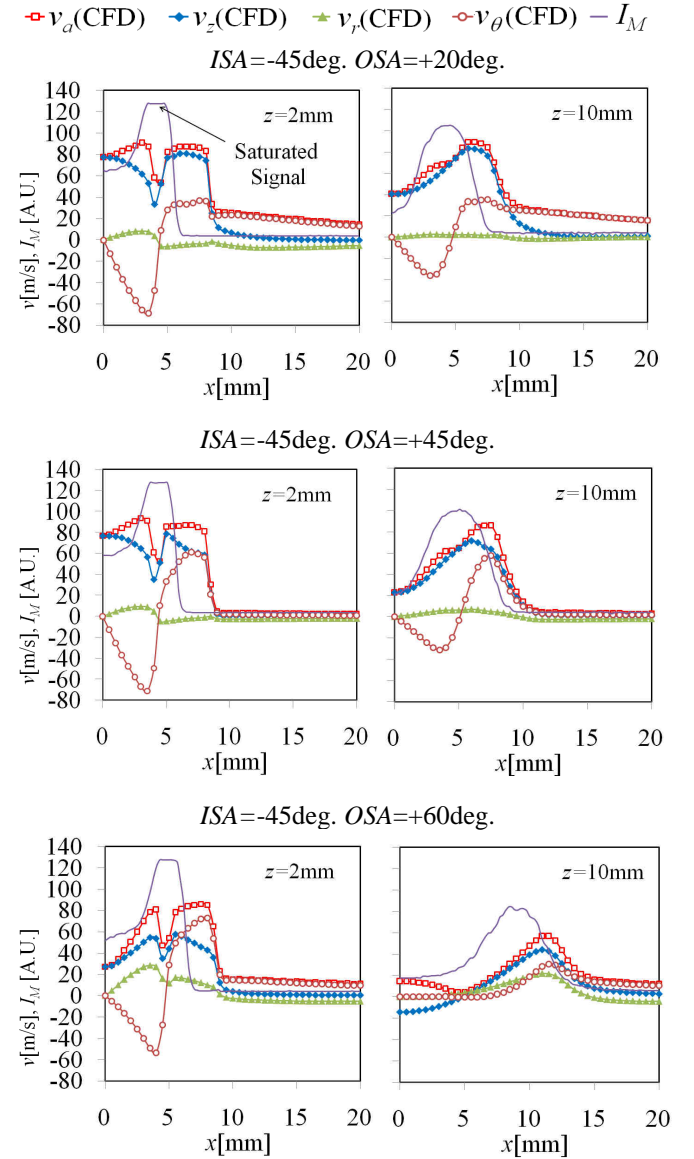 v_a(CFD) v_z(CFD) v_r(CFD) v_θ(CFD) I_M
ISA=-45deg. OSA=+20deg.
140
120
100
80
60
40
20
0
-20
-40
-60
-80
v[m/s], I_M [A.U.]
z=2mm
Saturated
Signal
0 5 10 15 20
x[mm]
z=10mm
0 5 10 15 20
x[mm]
ISA=-45deg. OSA=+45deg.
140
120
100
80
60
40
20
0
-20
-40
-60
-80
v[m/s], I_M [A.U.]
z=2mm
0 5 10 15 20
x[mm]
z=10mm
0 5 10 15 20
x[mm]
ISA=-45deg. OSA=+60deg.
140
120
100
80
60
40
20
0
-20
-40
-60
-80
v[m/s], I_M [A.U.]
z=2mm
0 5 10 15 20
x[mm]
z=10mm
0 5 10 15 20
x[mm]